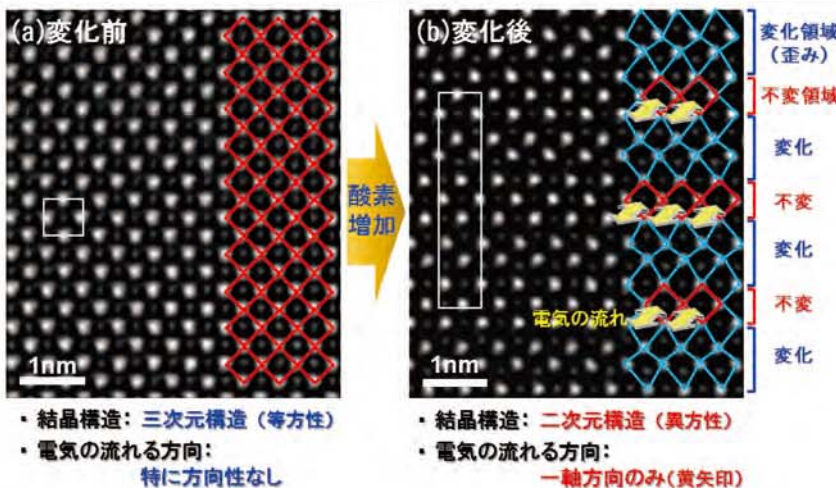 (a)変化前
1nm
・結晶構造: 三次元構造（等方性）
・電気の流れる方向:
特に方向性なし
酸素
増加
(b)変化後
電気の流れ
1nm
変化領域
（歪み）
不変領域
変化
不変
変化
不変
変化
・結晶構造: 二次元構造（異方性）
・電気の流れる方向:
一軸方向のみ(黄矢印)